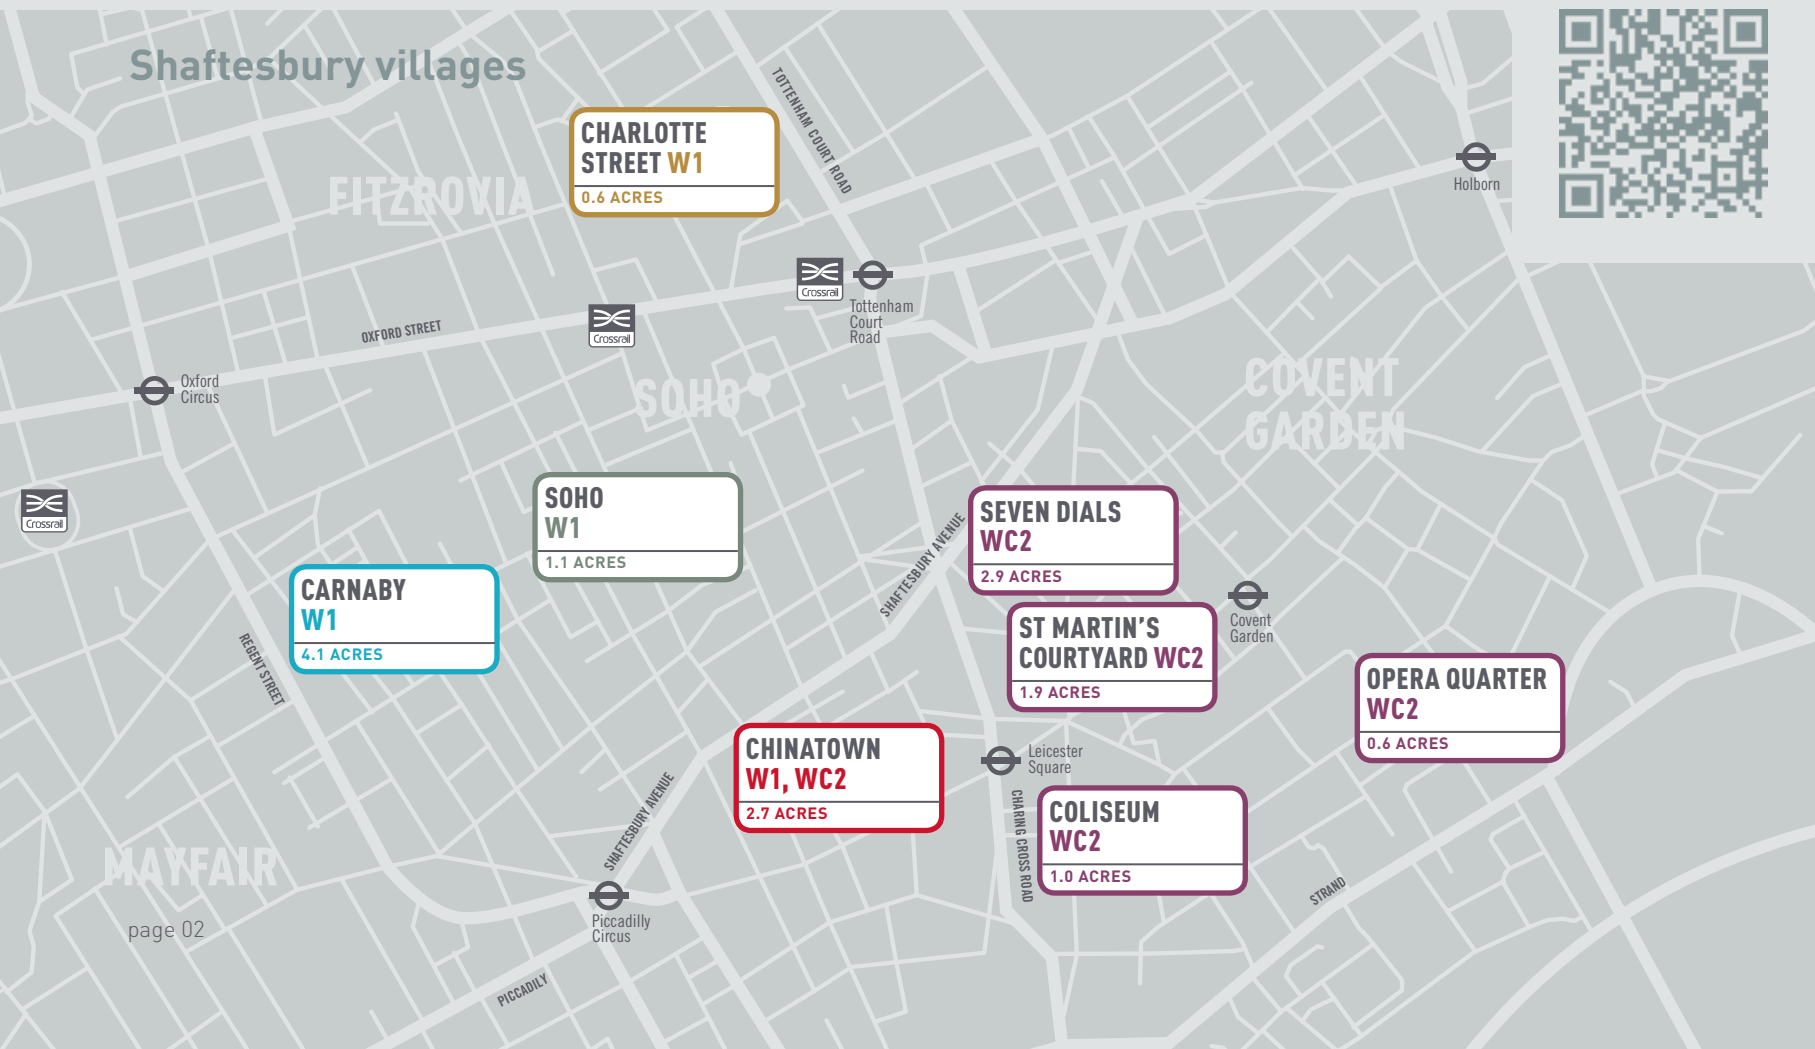 Shaftesbury villages
TOTTENHAM COURT ROAD
CHARLOTTE
STREET W1
0.6 ACRES
FITZROVIA
Holborn
Crossrail
Tottenham
Court
Road
Crossrail
OXFORD STREET
Oxford
Circus
SOHO
COVENT
GARDEN
Crossrail
SOHO
W1
1.1 ACRES
SEVEN DIALS
WC2
2.9 ACRES
SHAFTESBURY AVENUE
CARNABY
W1
4.1 ACRES
REGENT STREET
ST MARTIN'S
COURTYARD WC2
1.9 ACRES
Covent
Garden
OPERA QUARTER
WC2
0.6 ACRES
CHINATOWN
W1, WC2
2.7 ACRES
Leicester
Square
SHAFTESBURY AVENUE
CHARING CROSS ROAD
COLISEUM
WC2
1.0 ACRES
MAYFAIR
STRAND
page 02
Piccadilly
Circus
PICCADILY